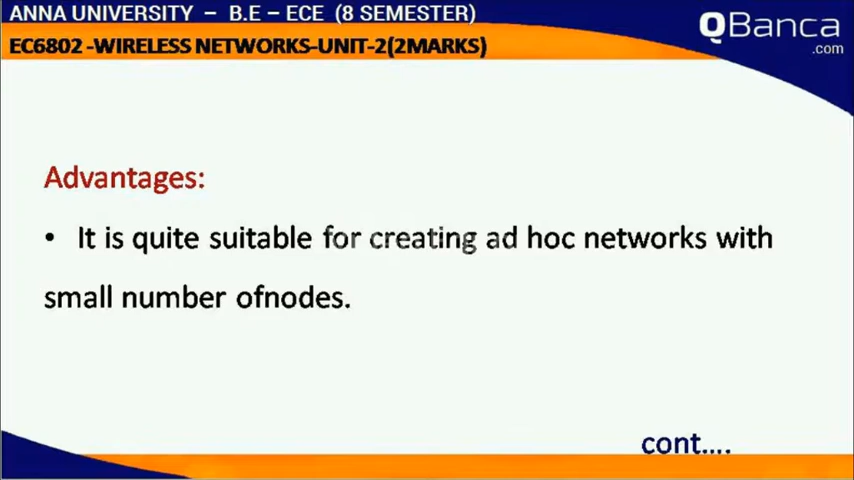 ANNA UNIVERSITY – B.E – ECE (8 SEMESTER)
EC6802 -WIRELESS NETWORKS-UNIT-2(2MARKS)
QBanca
.com
Advantages:
• It is quite suitable for creating ad hoc networks with
small number ofnodes.
cont....